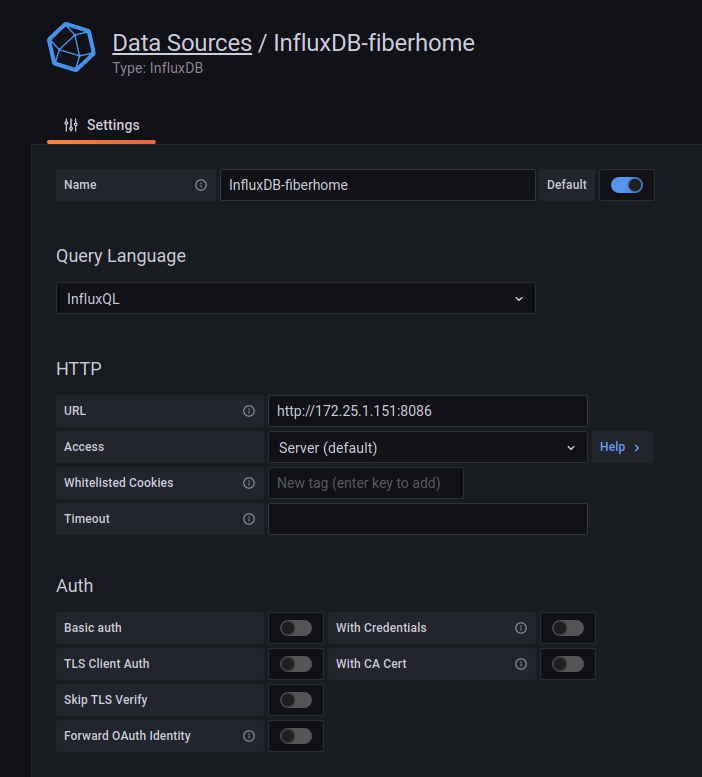 Data Sources / InfluxDB-fiberhome
Type: InfluxDB
Settings
Name InfluxDB-fiberhome Default
Query Language
InfluxQL
HTTP
URL http://172.25.1.151:8086
Access Server (default) Help
Whitelisted Cookies New tag (enter key to add)
Timeout
Auth
Basic auth With Credentials
TLS Client Auth With CA Cert
Skip TLS Verify
Forward OAuth Identity